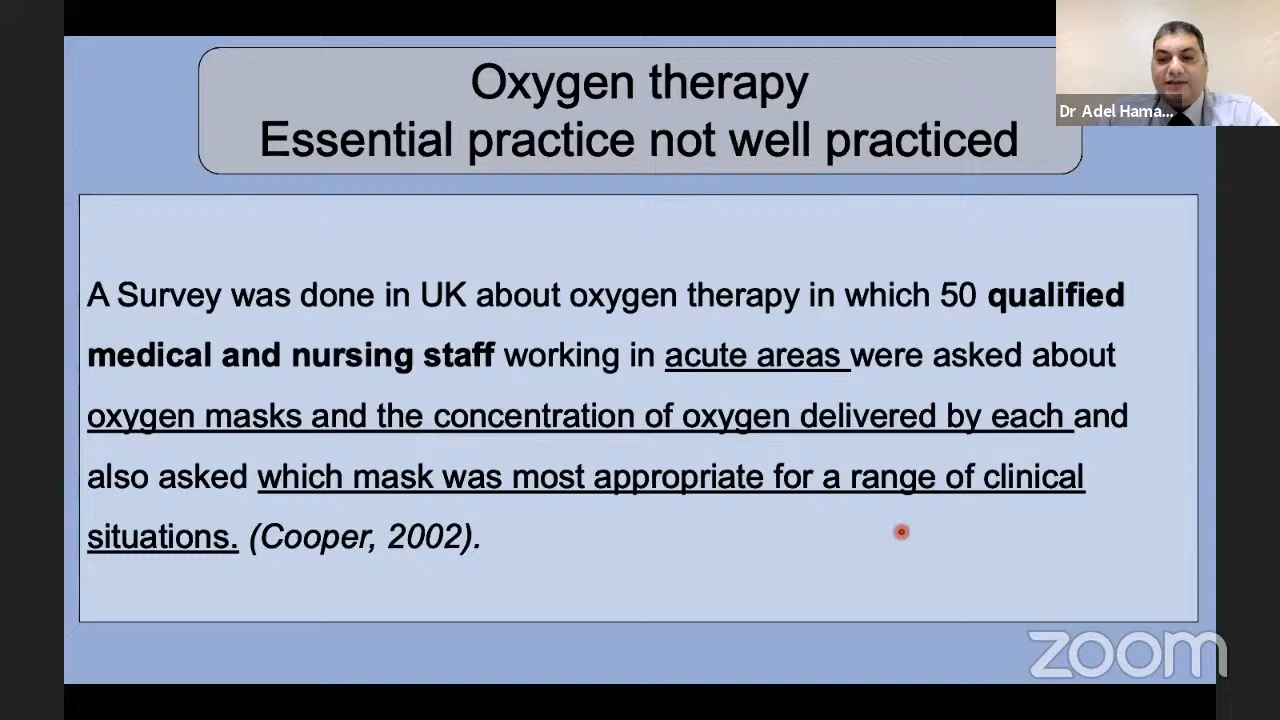 Oxygen therapy
Essential practice not well practiced
Dr Adel Hama...
A Survey was done in UK about oxygen therapy in which 50 qualified
medical and nursing staff working in acute areas were asked about
oxygen masks and the concentration of oxygen delivered by each and
also asked which mask was most appropriate for a range of clinical
situations. (Cooper, 2002).
zoom